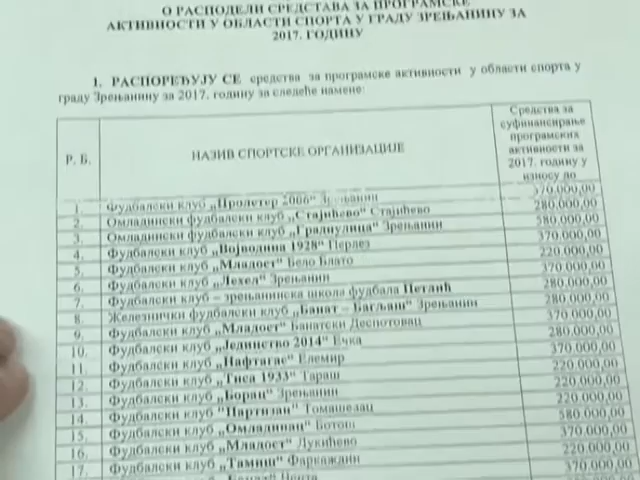 О РАСПОДЕЛИ СРЕДСТАВА ЗА ПРОГРАМСКЕ
АКТИВНОСТИ У ОБЛАСТИ СПОРТА У ГРАДУ ЗРЕЊАНИНУ ЗА
2017. ГОДИНУ
1. РАСПОРЕЂУЈУ СЕ средства за програмске активности у области спорта у
граду Зрењанину за 2017. годину за следеће намене:
Р. Б.
НАЗИВ СПОРТСКЕ ОРГАНИЗАЦИЈЕ
Средства за
суфинансирање
програмских
активности за
2017. годину у
износу до
1. Фудбалски клуб „Пролетер 2006“ Зрењанин 370.000,00
2. Омладински фудбалски клуб „Стајићево“ Стајићево 280.000,00
3. Омладински фудбалски клуб „Граднулица“ Зрењанин 580.000,00
4. Фудбалски клуб „Војводина 1928“ Перлез 370.000,00
5. Фудбалски клуб „Младост“ Бело Блато 220.000,00
6. Фудбалски клуб „Лехел“ Зрењанин 370.000,00
7. Фудбалски клуб – зрењанинска школа фудбала Петлић 280.000,00
8. Железнички фудбалски клуб „Банат – Багљаш“ Зрењанин 280.000,00
9. Фудбалски клуб „Младост“ Банатски Деспотовац 370.000,00
10. Фудбалски клуб „Јединство 2014“ Ечка 280.000,00
11. Фудбалски клуб „Нафтагас“ Елемир 370.000,00
12. Фудбалски клуб „Тиса 1933“ Тараш 220.000,00
13. Фудбалски клуб „Борац“ Зрењанин 220.000,00
14. Фудбалски клуб "Партизан“ Томашевац 580.000,00
15. Фудбалски клуб „Омладинац“ Ботош 370.000,00
16. Фудбалски клуб „Младост“ Лукићево 220.000,00
17. Фудбалски клуб „Тамиш“ Фаркаждин 370.000,00